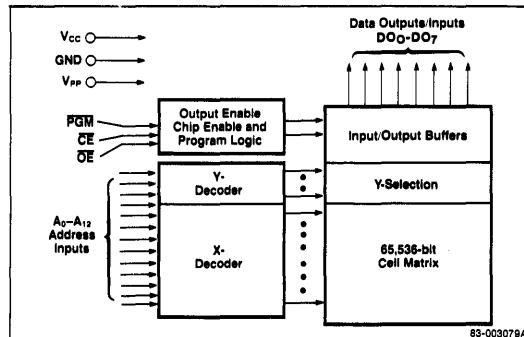 Data Outputs/Inputs
DO₀-DO₇
VCC
GND
VPP
PGM
CE
OE
Output Enable
Chip Enable and
Program Logic
Input/Output Buffers
Y-
Decoder
Y-Selection
A₀-A₁₂
Address
Inputs
X-
Decoder
65,536-bit
Cell Matrix
83-003079A